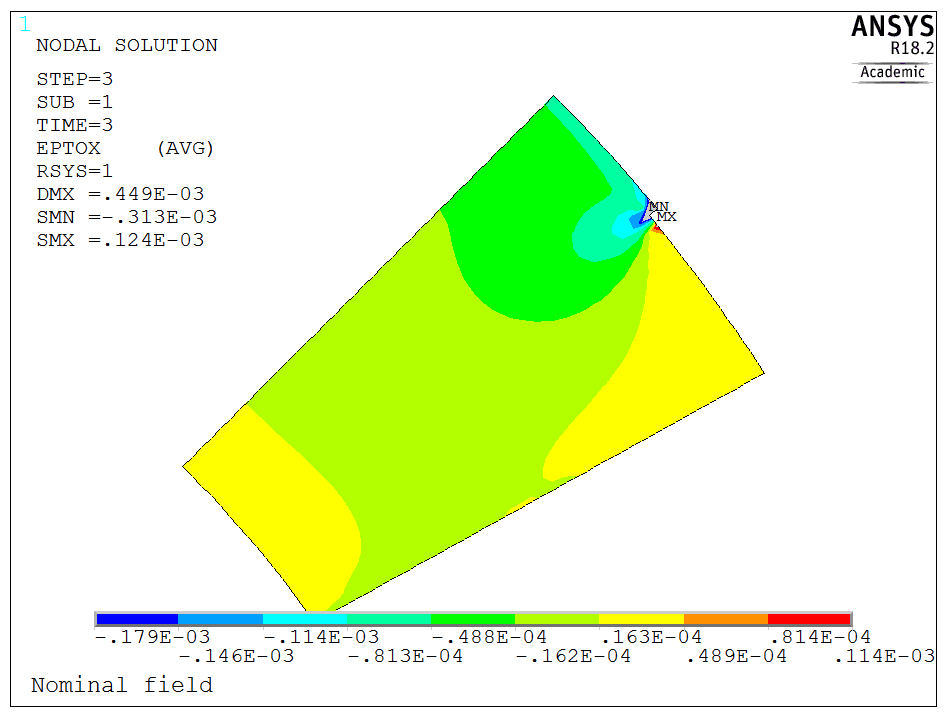 1
ANSYS
R18.2
Academic
NODAL SOLUTION
STEP=3
SUB =1
TIME=3
EPTOX (AVG)
RSYS=1
DMX =.449E-03
SMN =-.313E-03
SMX =.124E-03
MN
MX
-.179E-03 -.114E-03 -.488E-04 .163E-04 .814E-04
-.146E-03 -.813E-04 -.162E-04 .489E-04 .114E-03
Nominal field